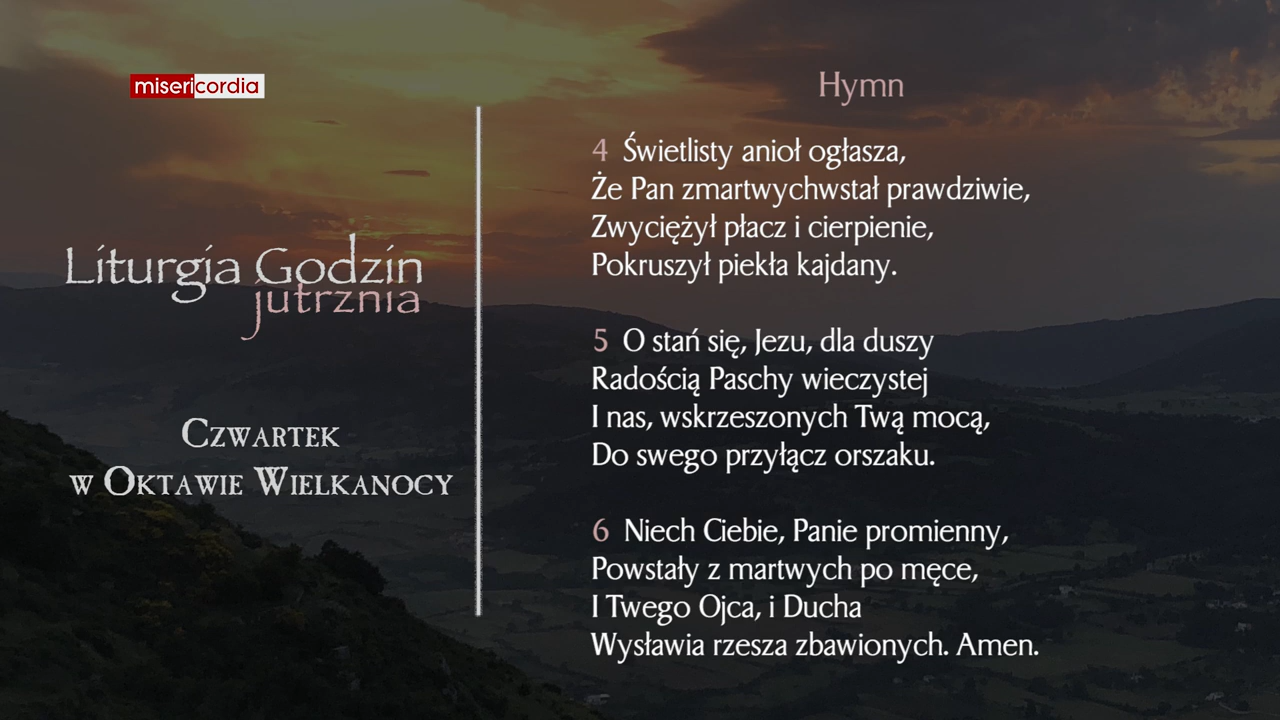 misericordia
Liturgia Godzin
jutrznia
Czwartek
w Oktawie Wielkanocy
Hymn
4 Świetlisty anioł ogłasza,
Że Pan zmartwychwstał prawdziwie,
Zwyciężył płacz i cierpienie,
Pokruszył piekła kajdany.
5 O stań się, Jezu, dla duszy
Radością Paschy wieczystej
I nas, wskrzeszonych Twą mocą,
Do swego przyłącz orszaku.
6 Niech Ciebie, Panie promienny,
Powstały z martwych po męce,
I Twego Ojca, i Ducha
Wysławia rzesza zbawionych. Amen.